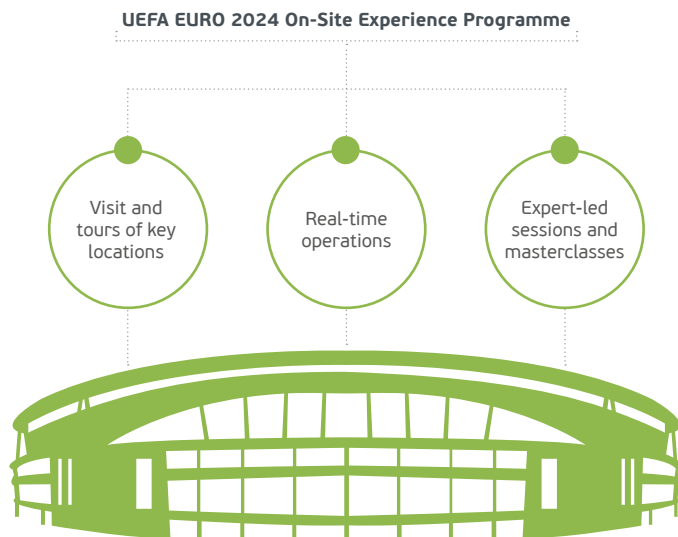 UEFA EURO 2024 On-Site Experience Programme
Visit and
tours of key
locations
Real-time
operations
Expert-led
sessions and
masterclasses